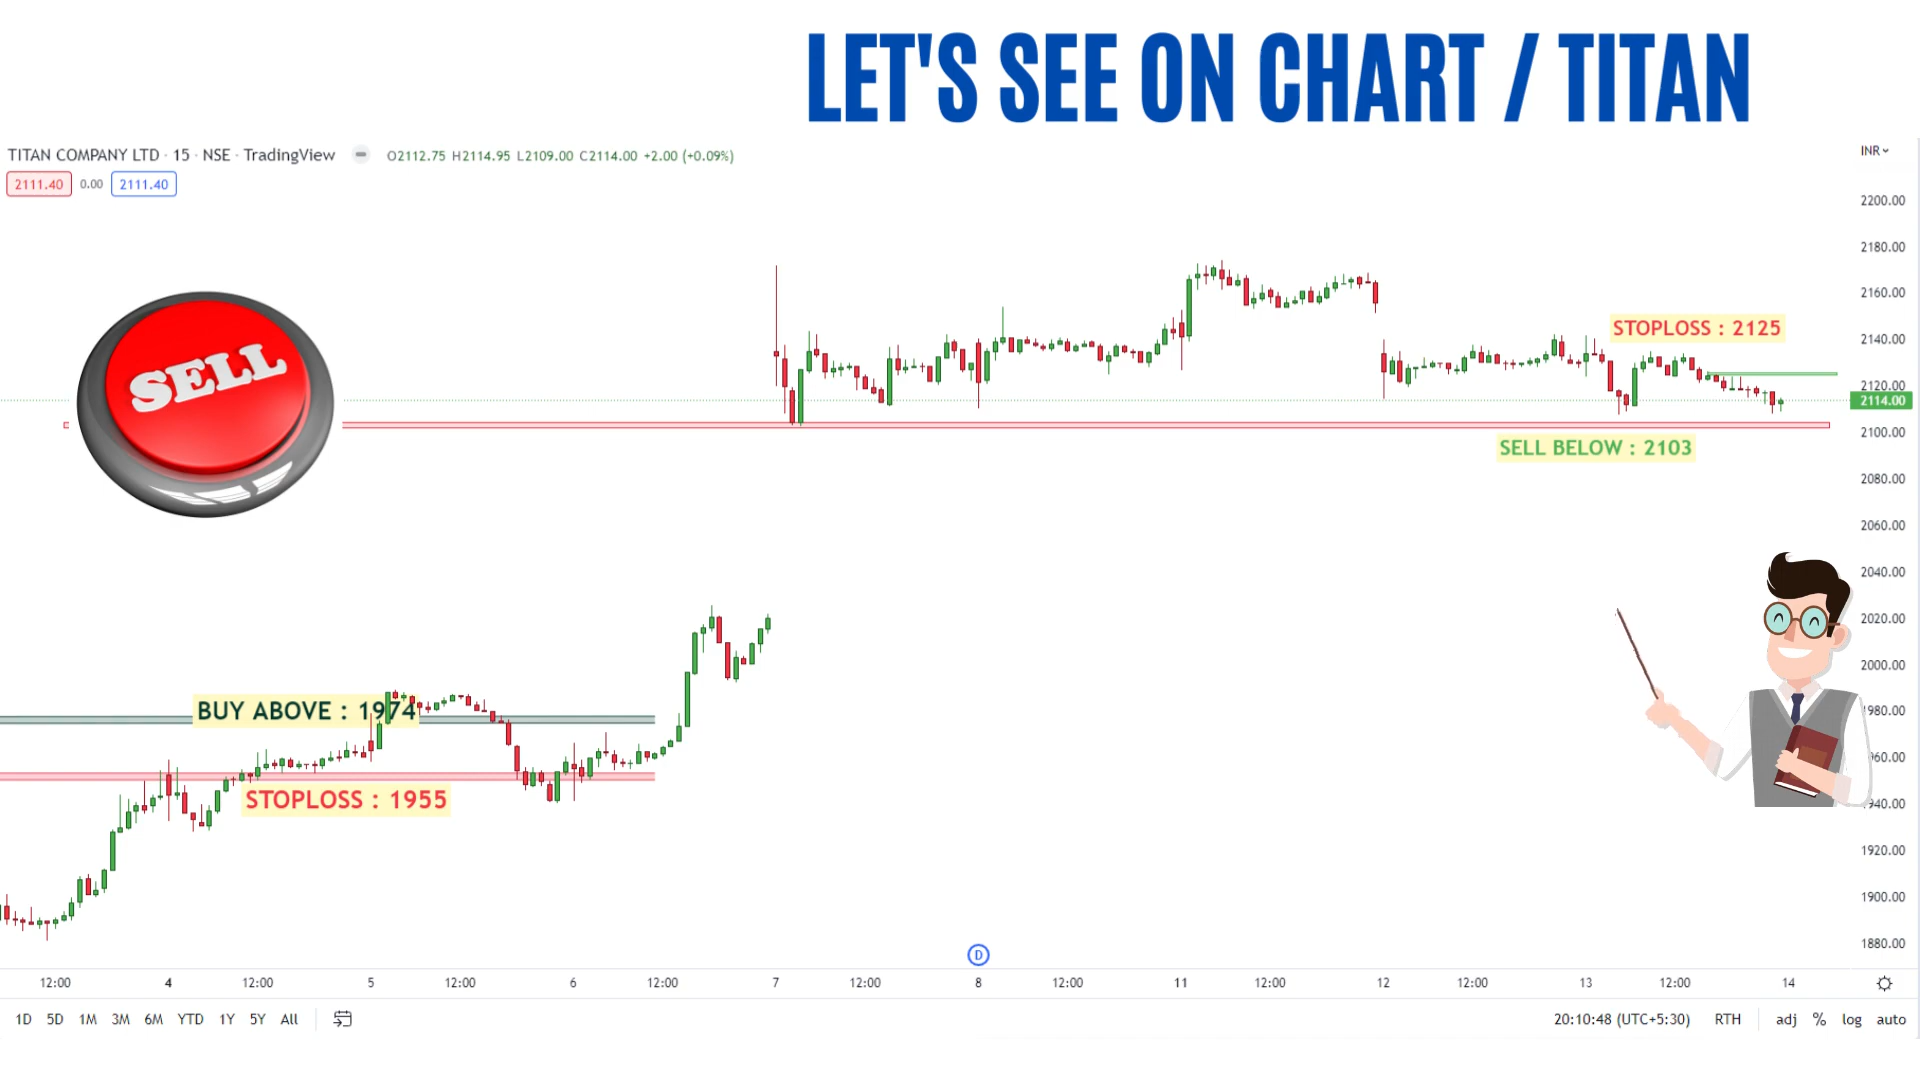 LET'S SEE ON CHART / TITAN
TITAN COMPANY LTD · 15 · NSE · TradingView
O2112.75 H2114.95 L2109.00 C2114.00 +2.00 (+0.09%)
INR
2111.40 0.00 2111.40
2200.00
2180.00
2160.00
2140.00
2120.00
2114.00
2100.00
2080.00
2060.00
2040.00
2020.00
2000.00
1980.00
1960.00
1940.00
1920.00
1900.00
1880.00
SELL
STOPLOSS : 2125
SELL BELOW : 2103
BUY ABOVE : 1974
STOPLOSS : 1955
D
12:00 4 12:00 5 12:00 6 12:00 7 12:00 8 12:00 11 12:00 12 12:00 13 12:00 14
1D 5D 1M 3M 6M YTD 1Y 5Y All
20:10:48 (UTC+5:30) RTH adj % log auto